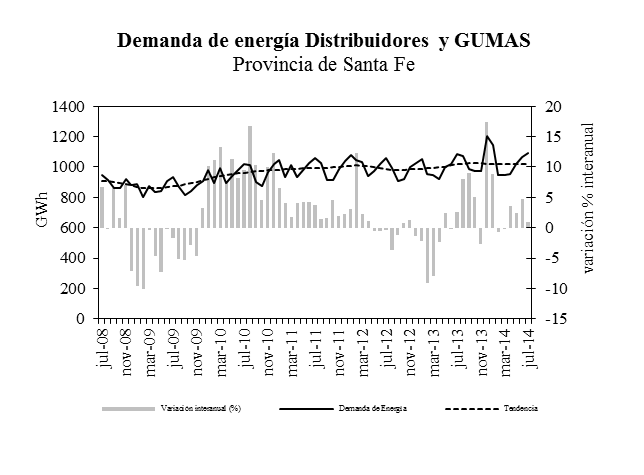 Demanda de energía Distribuidores y GUMAS
Provincia de Santa Fe
GWh
1400
1200
1000
800
600
400
200
0
20
15
10
5
0
-5
-10
-15
variación % interanual
jul-08
nov-08
mar-09
jul-09
nov-09
mar-10
jul-10
nov-10
mar-11
jul-11
nov-11
mar-12
jul-12
nov-12
mar-13
jul-13
nov-13
mar-14
jul-14
Variación interanual (%)
Demanda de Energía
Tendencia